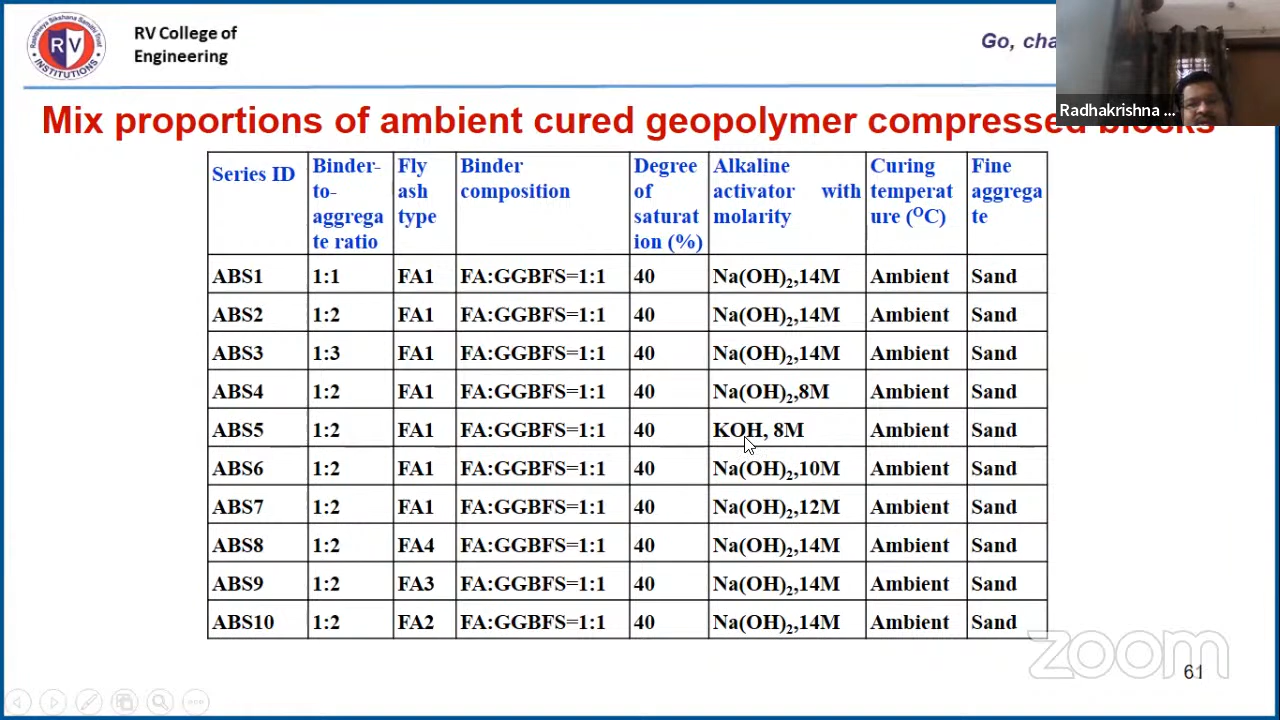 RV College of
Engineering
Go, cha
Radhakrishna ...
RV
INSTITUTIONS
Mix proportions of ambient cured geopolymer compressed blocks
Series ID Binder-to-aggregate ratio Fly ash type Binder composition Degree of saturation (%) Alkaline activator with molarity Curing temperature (OC) Fine aggregate
ABS1 1:1 FA1 FA:GGBFS=1:1 40 Na(OH)2,14M Ambient Sand
ABS2 1:2 FA1 FA:GGBFS=1:1 40 Na(OH)2,14M Ambient Sand
ABS3 1:3 FA1 FA:GGBFS=1:1 40 Na(OH)2,14M Ambient Sand
ABS4 1:2 FA1 FA:GGBFS=1:1 40 Na(OH)2,8M Ambient Sand
ABS5 1:2 FA1 FA:GGBFS=1:1 40 KOH, 8M Ambient Sand
ABS6 1:2 FA1 FA:GGBFS=1:1 40 Na(OH)2,10M Ambient Sand
ABS7 1:2 FA1 FA:GGBFS=1:1 40 Na(OH)2,12M Ambient Sand
ABS8 1:2 FA4 FA:GGBFS=1:1 40 Na(OH)2,14M Ambient Sand
ABS9 1:2 FA3 FA:GGBFS=1:1 40 Na(OH)2,14M Ambient Sand
ABS10 1:2 FA2 FA:GGBFS=1:1 40 Na(OH)2,14M Ambient Sand
zoom
61